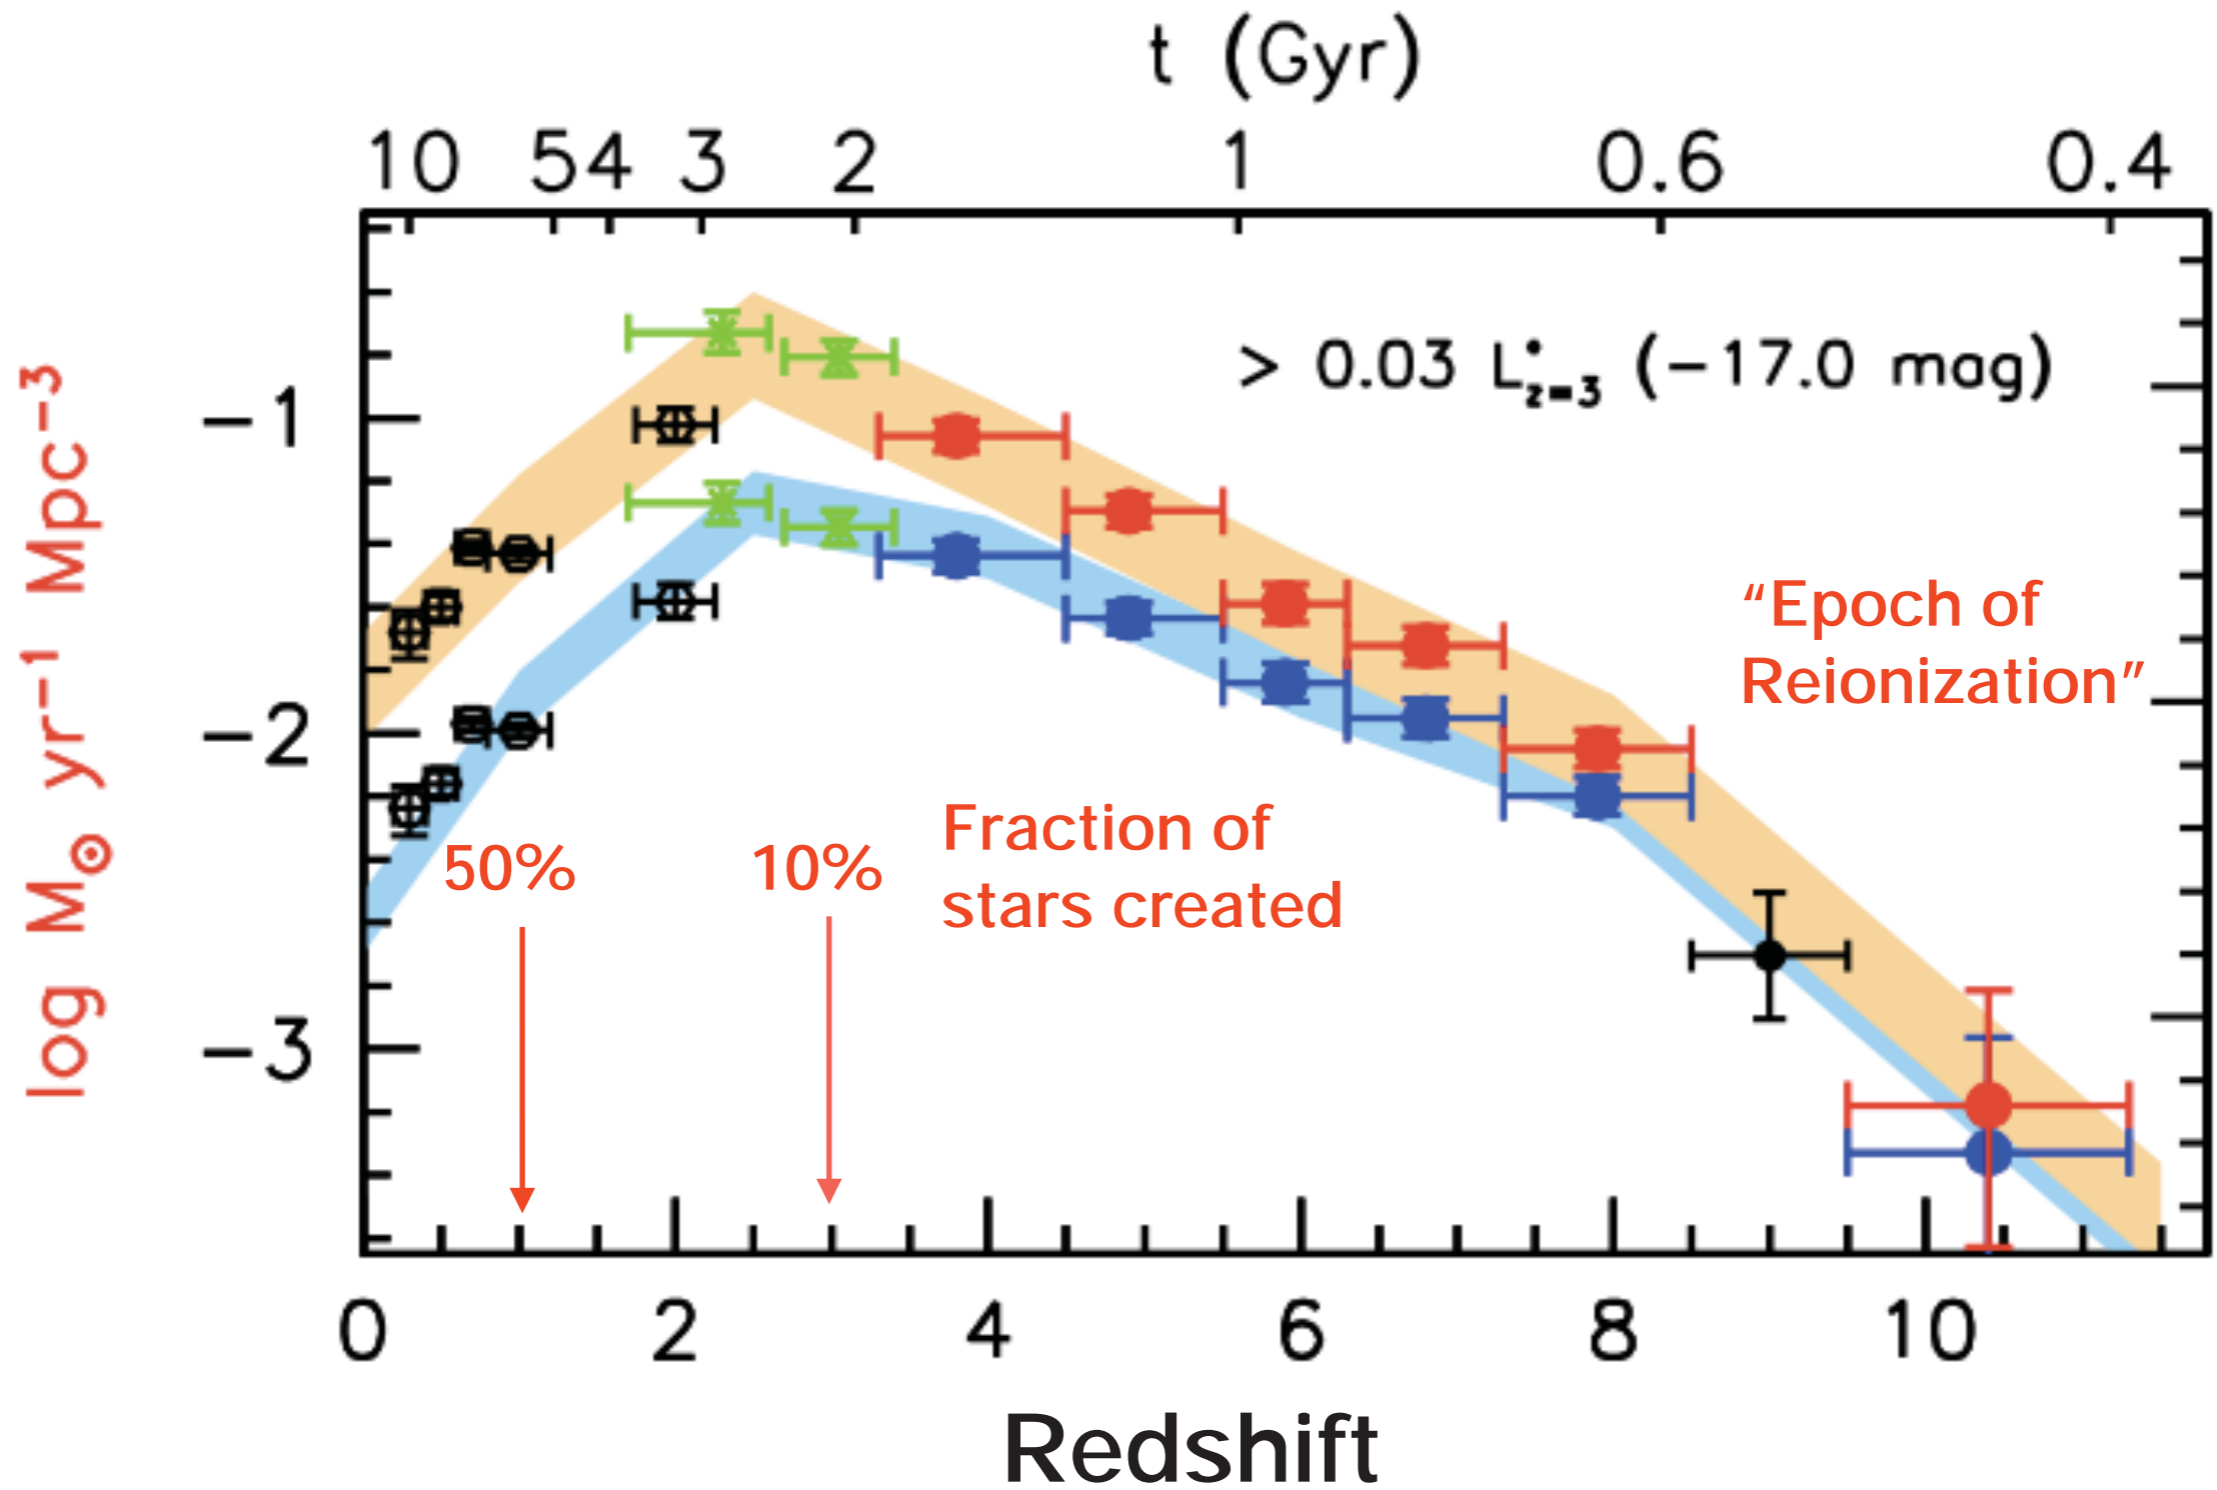 t (Gyr)
10 5 4 3 2 1 0.6 0.4
> 0.03 L*z=3 (−17.0 mag)
log M⊙ yr−1 Mpc−3
−1
−2
−3
“Epoch of
Reionization”
50%
10%
Fraction of
stars created
0 2 4 6 8 10
Redshift